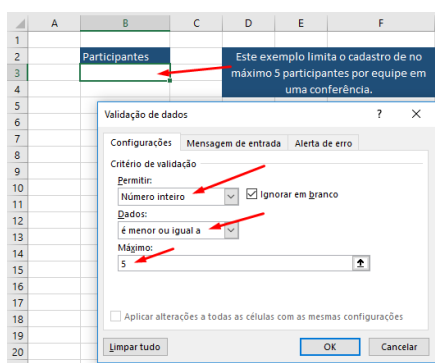 A B C D E F
1
2 Participantes Este exemplo limita o cadastro de no
3 máximo 5 participantes por equipe em
4 uma conferência.
5
6 Validação de dados ? ×
7
8 Configurações Mensagem de entrada Alerta de erro
9 Critério de validação
10 Permitir:
11 Número inteiro Ignorar em branco
12 Dados:
13 é menor ou igual a
14 Máximo:
15 5
16
17
18 Aplicar alterações a todas as células com as mesmas configurações
19
20 Limpar tudo OK Cancelar